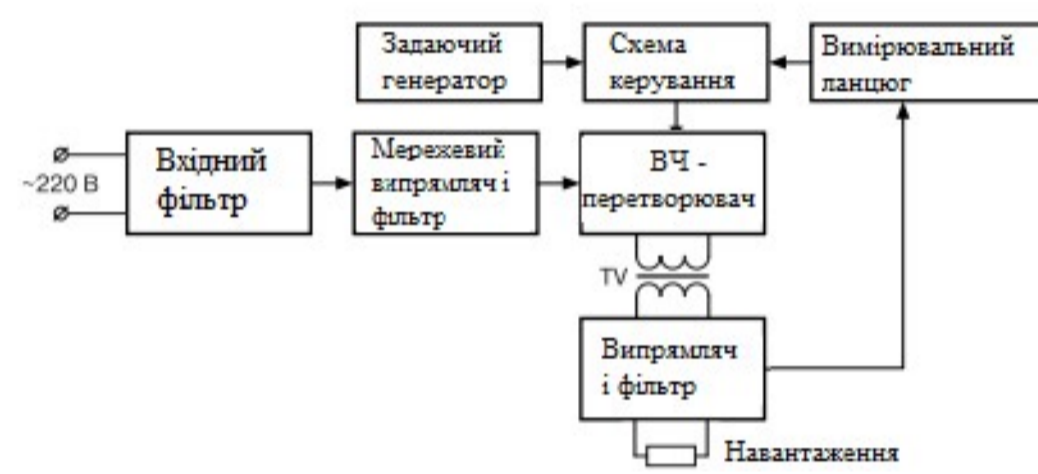 Задаючий
генератор
Схема
керування
Вимірювальний
ланцюг
~220 В
Вхідний
фільтр
Мережевий
випрямляч і
фільтр
ВЧ -
перетворювач
TV
Випрямляч
і фільтр
Навантаження